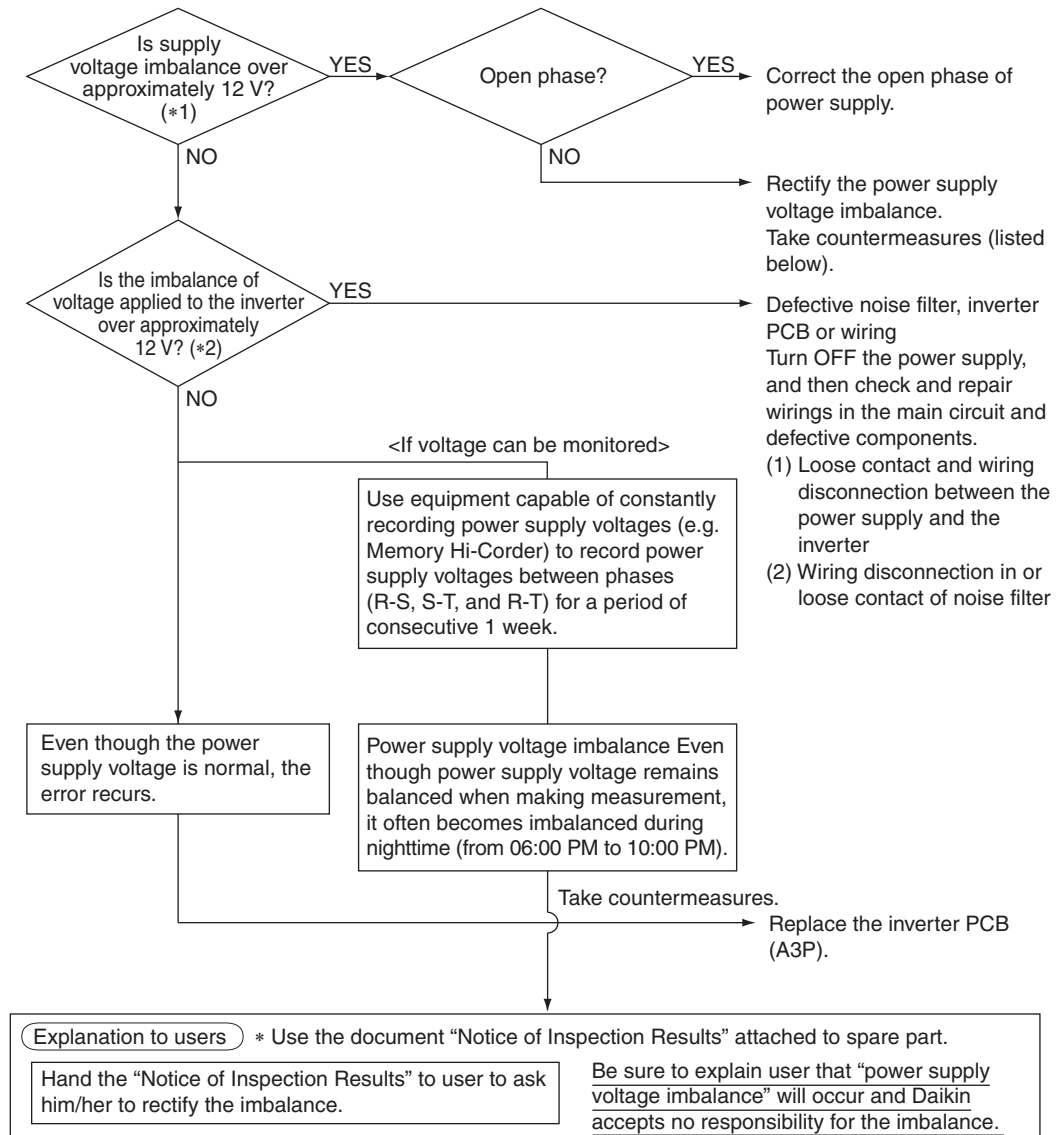 Is supply
voltage imbalance over
approximately 12 V?
(*1)
YES
Open phase?
YES
Correct the open phase of
power supply.
NO
NO
Rectify the power supply
voltage imbalance.
Take countermeasures (listed
below).
Is the imbalance of
voltage applied to the inverter
over approximately
12 V? (*2)
YES
Defective noise filter, inverter
PCB or wiring
Turn OFF the power supply,
and then check and repair
wirings in the main circuit and
defective components.
(1) Loose contact and wiring
disconnection between the
power supply and the
inverter
(2) Wiring disconnection in or
loose contact of noise filter
NO
<If voltage can be monitored>
Use equipment capable of constantly
recording power supply voltages (e.g.
Memory Hi-Corder) to record power
supply voltages between phases
(R-S, S-T, and R-T) for a period of
consecutive 1 week.
Even though the power
supply voltage is normal, the
error recurs.
Power supply voltage imbalance Even
though power supply voltage remains
balanced when making measurement,
it often becomes imbalanced during
nighttime (from 06:00 PM to 10:00 PM).
Take countermeasures.
Replace the inverter PCB
(A3P).
Explanation to users * Use the document “Notice of Inspection Results” attached to spare part.
Hand the “Notice of Inspection Results” to user to ask
him/her to rectify the imbalance.
Be sure to explain user that “power supply
voltage imbalance” will occur and Daikin
accepts no responsibility for the imbalance.